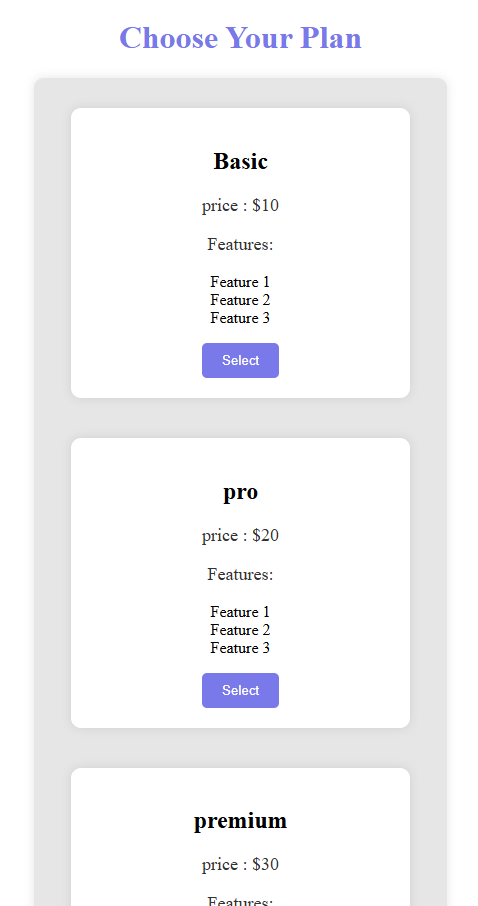 Choose Your Plan
Basic
price : $10
Features:
Feature 1
Feature 2
Feature 3
Select
pro
price : $20
Features:
Feature 1
Feature 2
Feature 3
Select
premium
price : $30
Features: